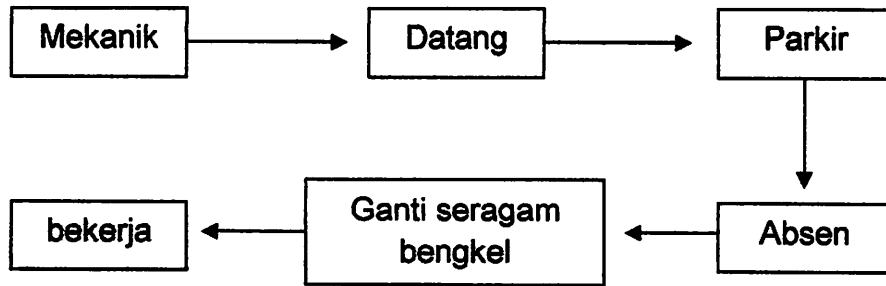 Mekanik
Datang
Parkir
Absen
Ganti seragam
bengkel
bekerja